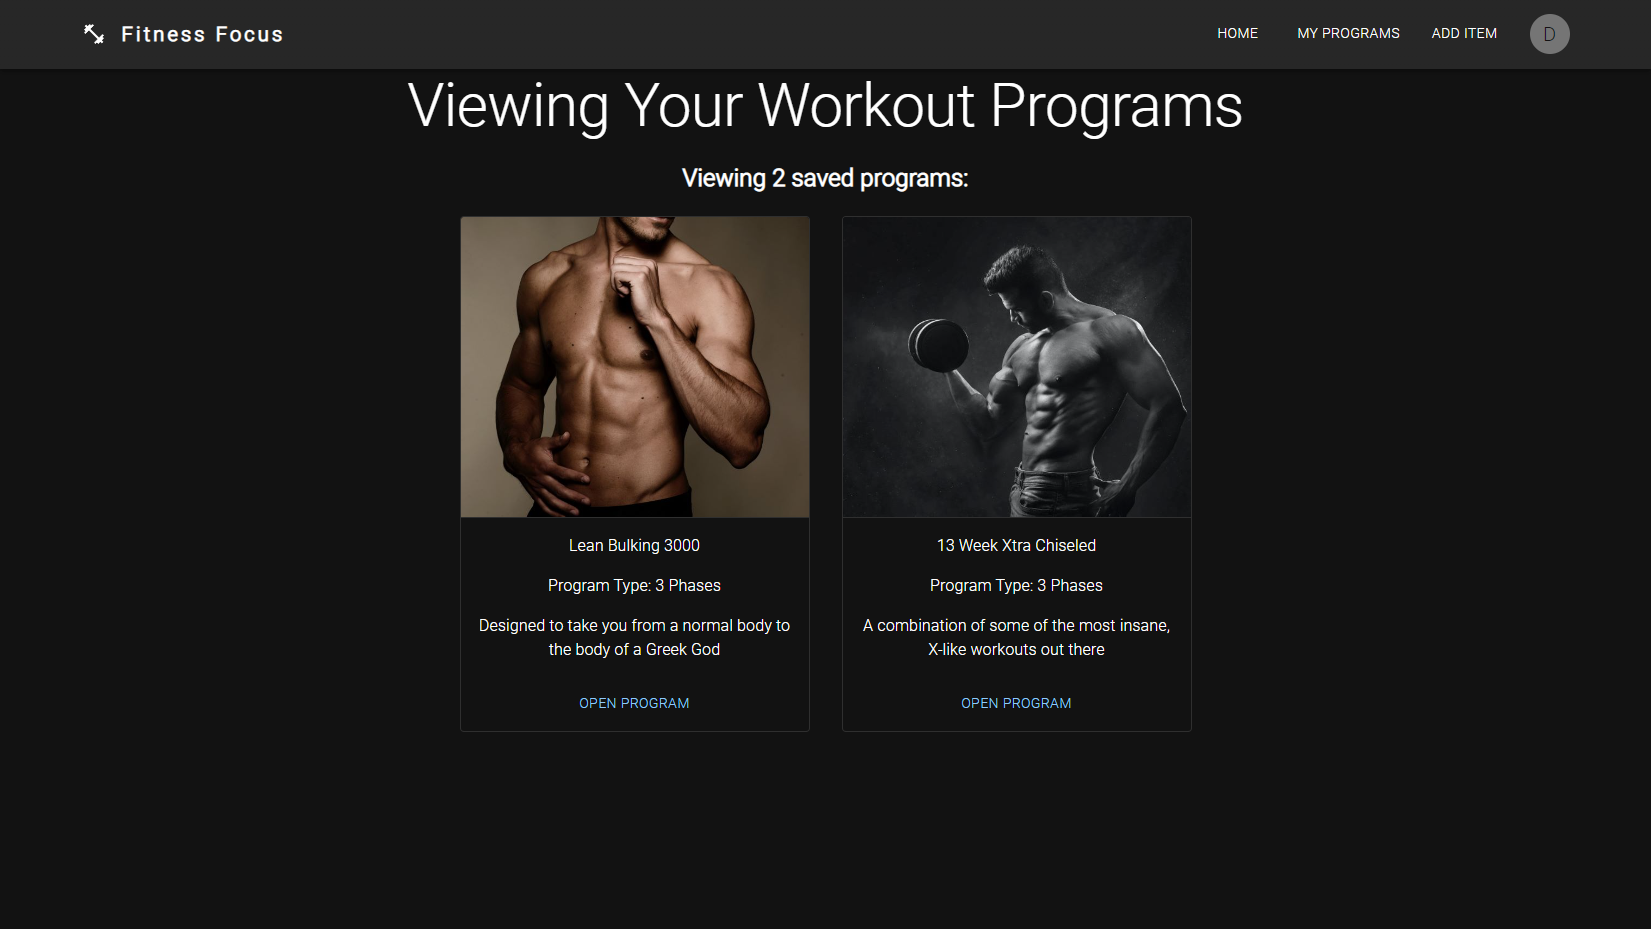 Fitness Focus
HOME
MY PROGRAMS
ADD ITEM
D
Viewing Your Workout Programs
Viewing 2 saved programs:
Lean Bulking 3000
Program Type: 3 Phases
Designed to take you from a normal body to
the body of a Greek God
OPEN PROGRAM
13 Week Xtra Chiseled
Program Type: 3 Phases
A combination of some of the most insane,
X-like workouts out there
OPEN PROGRAM